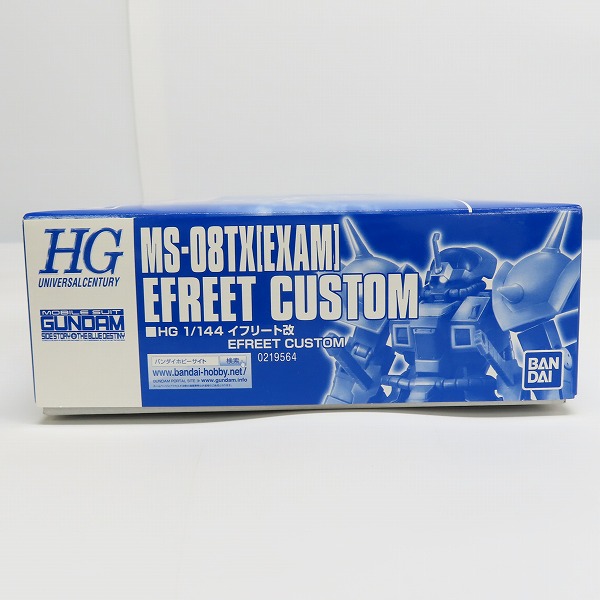 HG
UNIVERSALCENTURY
MOBILE SUIT
GUNDAM
SIDE STORY THE BLUE DESTINY
MS-08TX[EXAM]
EFREET CUSTOM
■HG 1/144 イフリート改
EFREET CUSTOM
0219564
バンダイホビーサイト 検索
www.bandai-hobby.net/
GUNDAM PORTAL SITE www.gundam.info
BAN
DAI